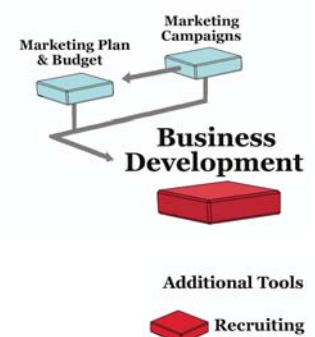 Marketing
Campaigns
Marketing Plan
& Budget
Business
Development
Additional Tools
Recruiting